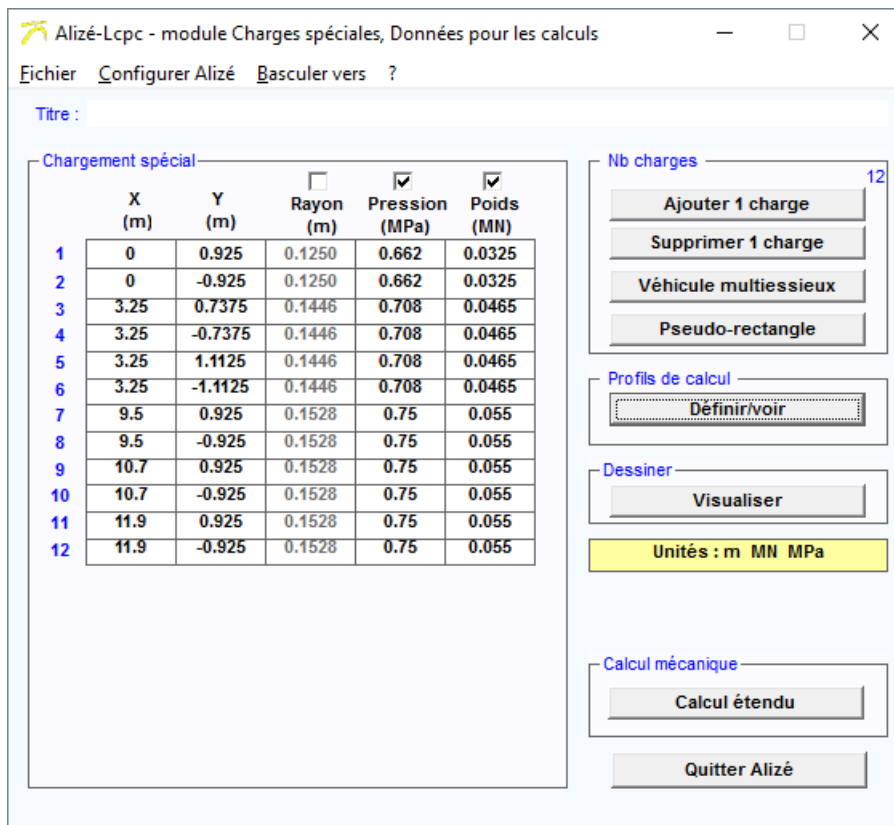 Alizé-Lcpc - module Charges spéciales, Données pour les calculs
Fichier Configurer Alizé Basculer vers ?
Titre :
Chargement spécial
X (m) Y (m) Rayon (m) Pression (MPa) Poids (MN)
1 0 0.925 0.1250 0.662 0.0325
2 0 -0.925 0.1250 0.662 0.0325
3 3.25 0.7375 0.1446 0.708 0.0465
4 3.25 -0.7375 0.1446 0.708 0.0465
5 3.25 1.1125 0.1446 0.708 0.0465
6 3.25 -1.1125 0.1446 0.708 0.0465
7 9.5 0.925 0.1528 0.75 0.055
8 9.5 -0.925 0.1528 0.75 0.055
9 10.7 0.925 0.1528 0.75 0.055
10 10.7 -0.925 0.1528 0.75 0.055
11 11.9 0.925 0.1528 0.75 0.055
12 11.9 -0.925 0.1528 0.75 0.055
Nb charges
12
Ajouter 1 charge
Supprimer 1 charge
Véhicule multiessieux
Pseudo-rectangle
Profils de calcul
Définir/voir
Dessiner
Visualiser
Unités : m MN MPa
Calcul mécanique
Calcul étendu
Quitter Alizé